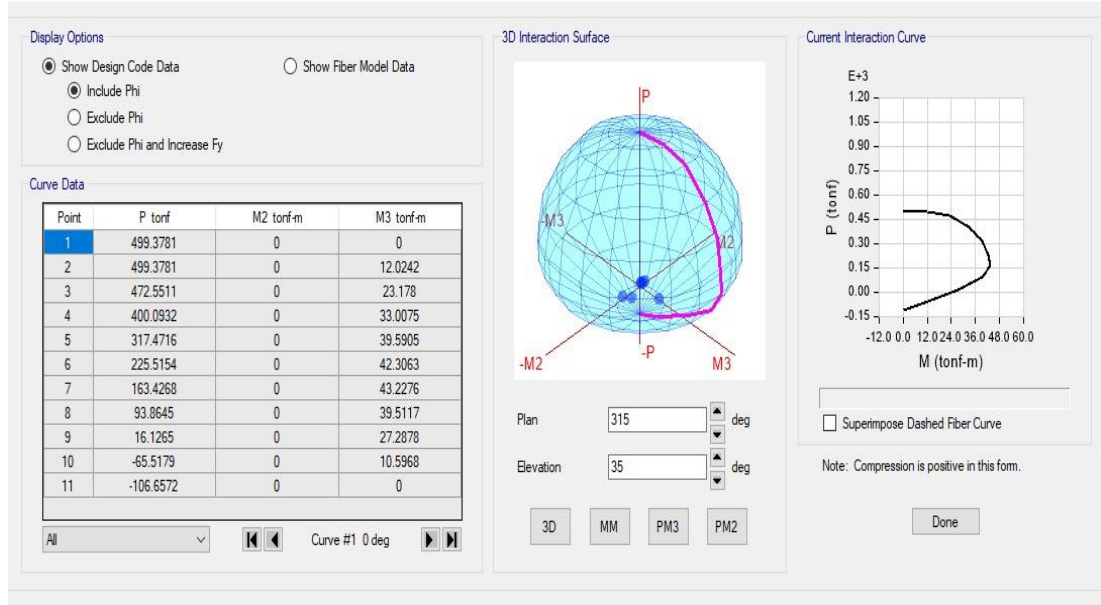 Display Options
Show Design Code Data
Show Fiber Model Data
Include Phi
Exclude Phi
Exclude Phi and Increase Fy
Curve Data
Point P tonf M2 tonf-m M3 tonf-m
1 499.3781 0 0
2 499.3781 0 12.0242
3 472.5511 0 23.178
4 400.0932 0 33.0075
5 317.4716 0 39.5905
6 225.5154 0 42.3063
7 163.4268 0 43.2276
8 93.8645 0 39.5117
9 16.1265 0 27.2878
10 -65.5179 0 10.5968
11 -106.6572 0 0
All
Curve #1 0 deg
3D Interaction Surface
P
-M3
M2
-M2
-P
M3
Plan 315 deg
Elevation 35 deg
3D MM PM3 PM2
Current Interaction Curve
E+3
1.20
1.05
0.90
0.75
0.60
0.45
0.30
0.15
0.00
-0.15
P (tonf)
-12.0 0.0 12.0 24.0 36.0 48.0 60.0
M (tonf-m)
Superimpose Dashed Fiber Curve
Note: Compression is positive in this form.
Done